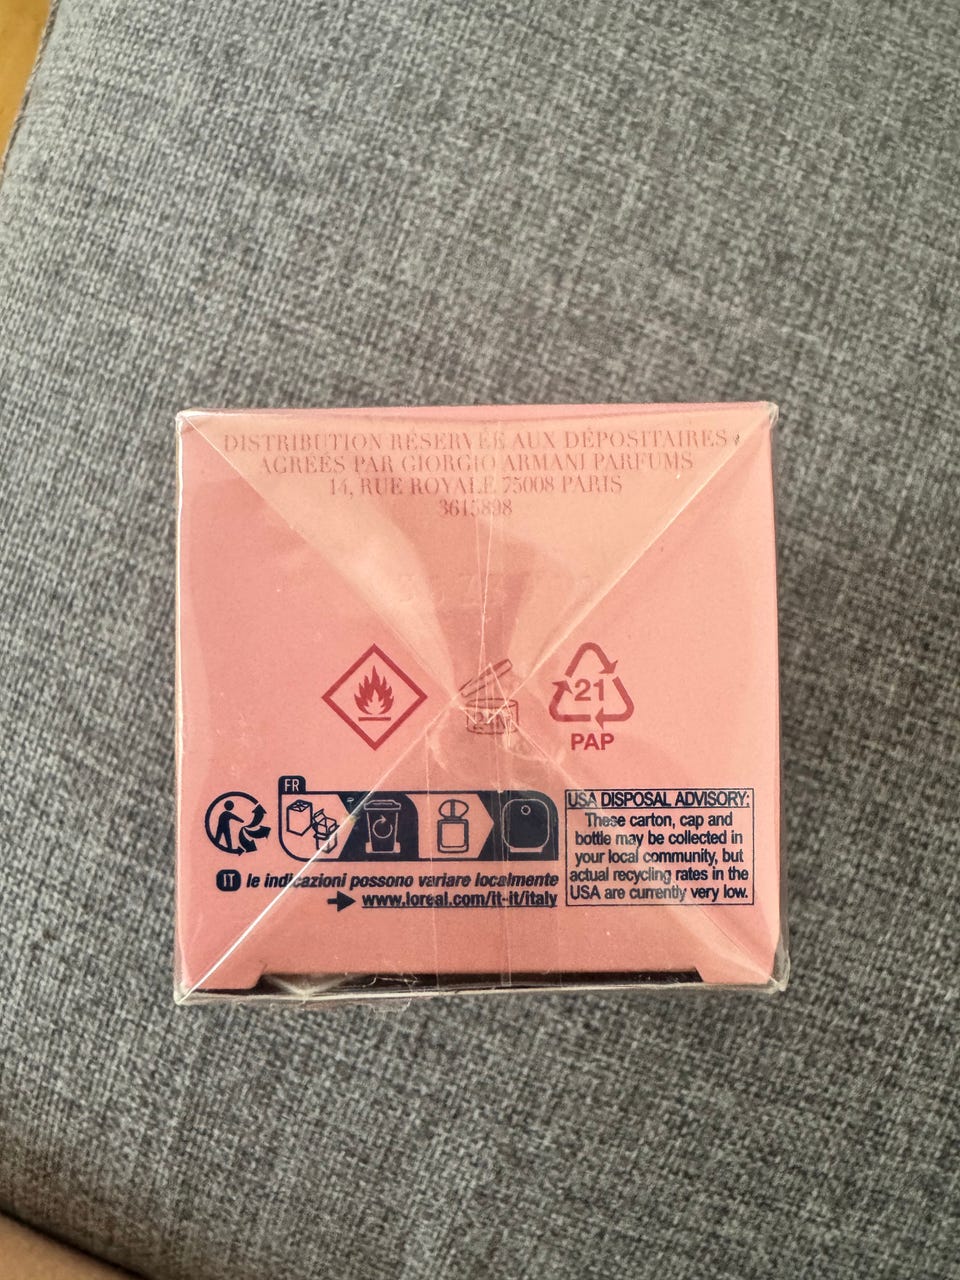 DISTRIBUTION RÉSERVÉE AUX DÉPOSITAIRES
AGRÉÉS PAR GIORGIO ARMANI PARFUMS
14, RUE ROYALE 75008 PARIS
3615898
21
PAP
FR
USA DISPOSAL ADVISORY:
These carton, cap and
bottle may be collected in
your local community, but
actual recycling rates in the
USA are currently very low.
IT le indicazioni possono variare localmente
www.loreal.com/it-it/italy